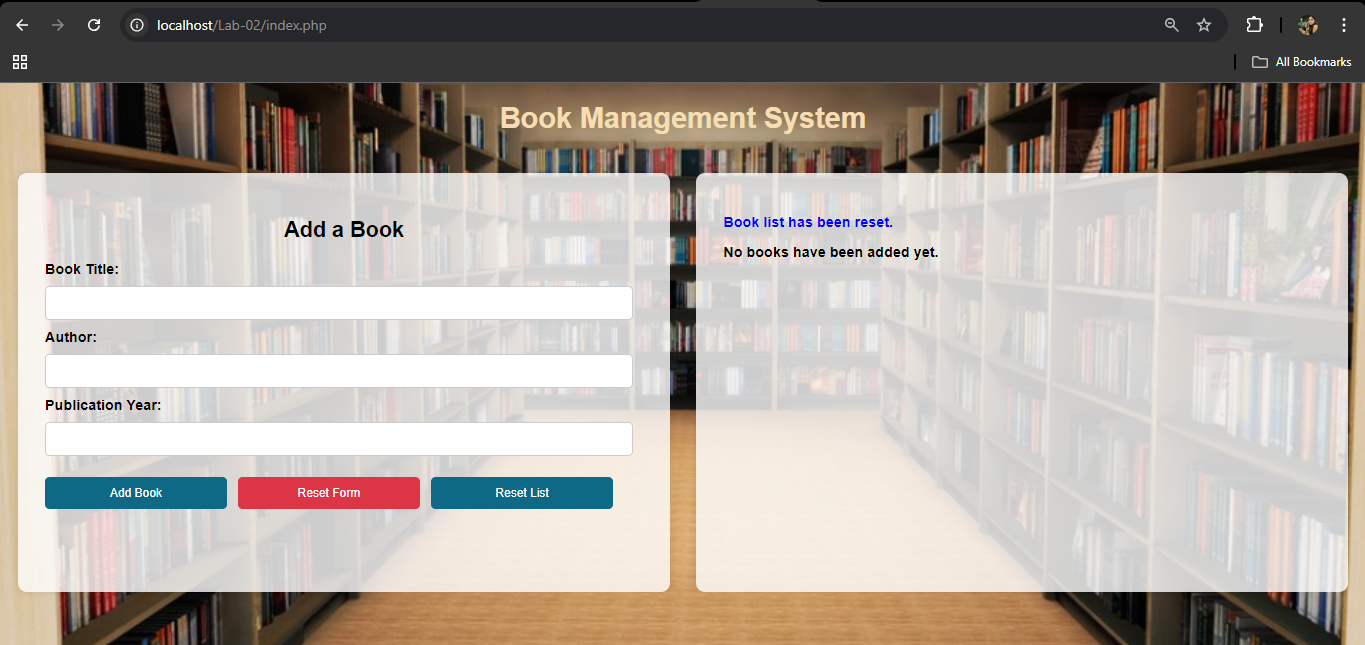 localhost/Lab-02/index.php
All Bookmarks
Book Management System
Add a Book
Book Title:
Author:
Publication Year:
Add Book
Reset Form
Reset List
Book list has been reset.
No books have been added yet.